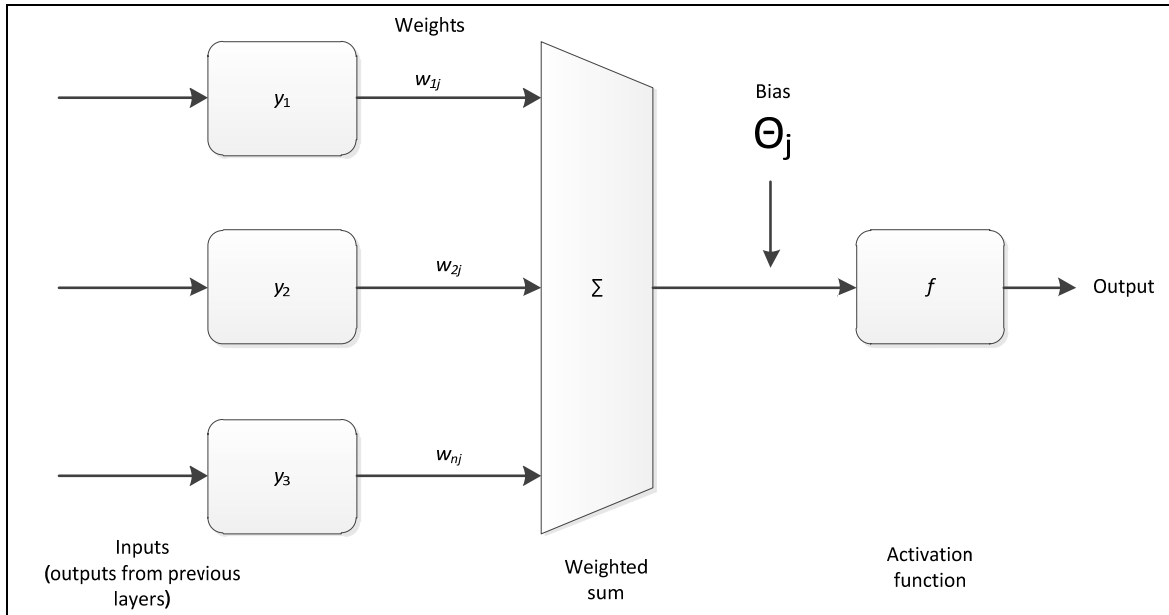 Weights
y1
w1j
Bias
Θj
y2
w2j
Σ
f
Output
y3
wnj
Inputs
(outputs from previous
layers)
Weighted
sum
Activation
function